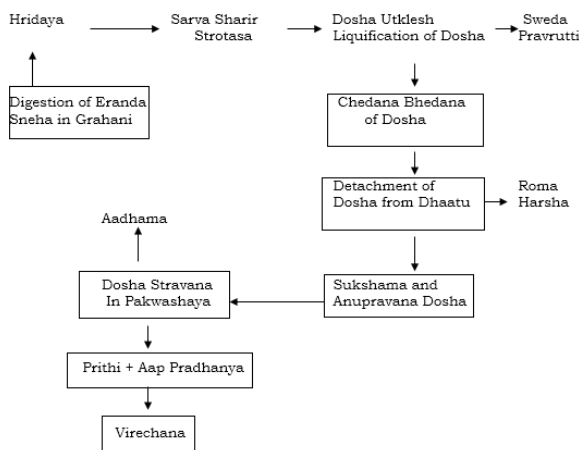 Hridaya
Sarva Sharir
Strotasa
Dosha Utklesh
Liquification of Dosha
Sweda
Pravrutti
Digestion of Eranda
Sneha in Grahani
Chedana Bhedana
of Dosha
Detachment of
Dosha from Dhaatu
Roma
Harsha
Aadhama
Dosha Stravana
In Pakwashaya
Sukshama and
Anupravana Dosha
Prithi + Aap Pradhanya
Virechana